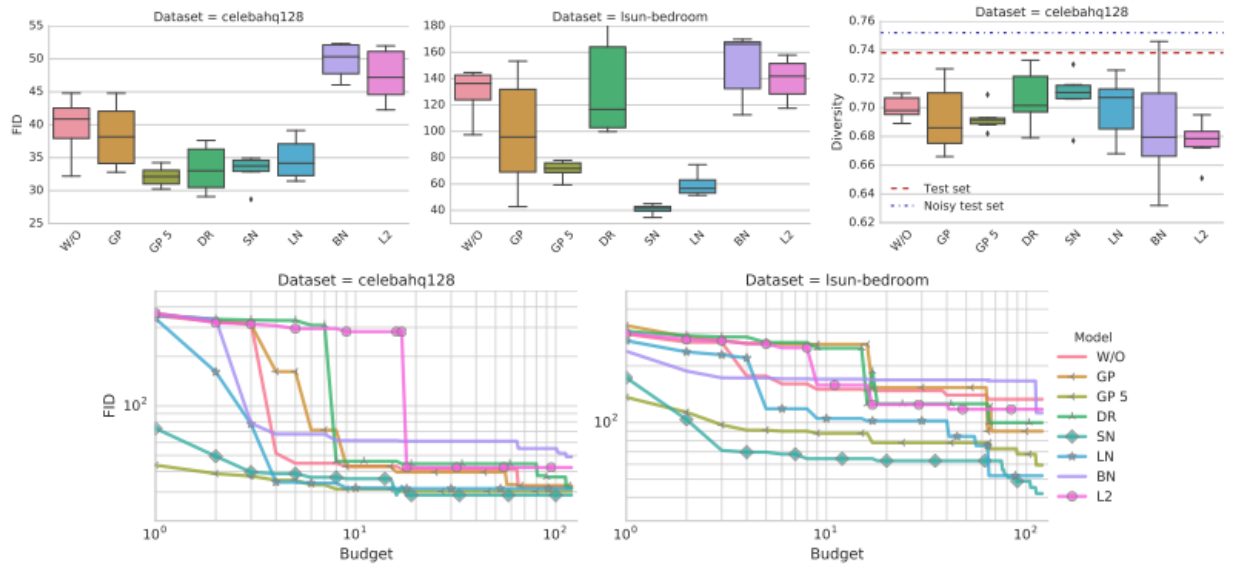 Dataset = celebahq128
55
50
45
40
35
30
25
FID
W/O
GP
GP 5
DR
SN
LN
BN
L2
Dataset = lsun-bedroom
180
160
140
120
100
80
60
40
W/O
GP
GP 5
DR
SN
LN
BN
L2
Dataset = celebahq128
0.76
0.74
0.72
0.70
0.68
0.66
0.64
0.62
Diversity
Test set
Noisy test set
W/O
GP
GP 5
DR
SN
LN
BN
L2
Dataset = celebahq128
FID
10²
10⁰
10¹
10²
Budget
Dataset = lsun-bedroom
10²
10⁰
10¹
10²
Budget
Model
W/O
GP
GP 5
DR
SN
LN
BN
L2